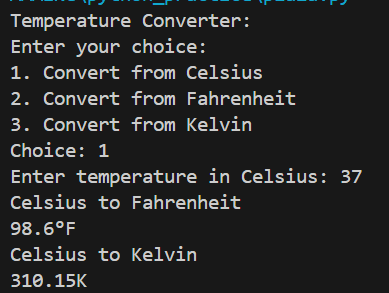 Temperature Converter:
Enter your choice:
1. Convert from Celsius
2. Convert from Fahrenheit
3. Convert from Kelvin
Choice: 1
Enter temperature in Celsius: 37
Celsius to Fahrenheit
98.6°F
Celsius to Kelvin
310.15K